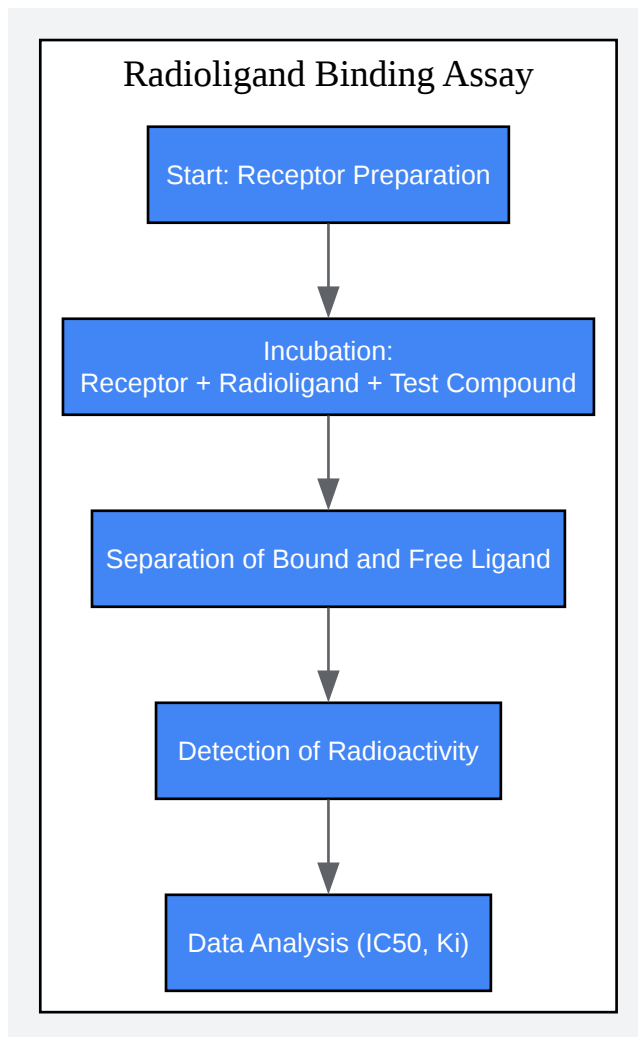 Radioligand Binding Assay
Start: Receptor Preparation
Incubation:
Receptor + Radioligand + Test Compound
Separation of Bound and Free Ligand
Detection of Radioactivity
Data Analysis (IC50, Ki)